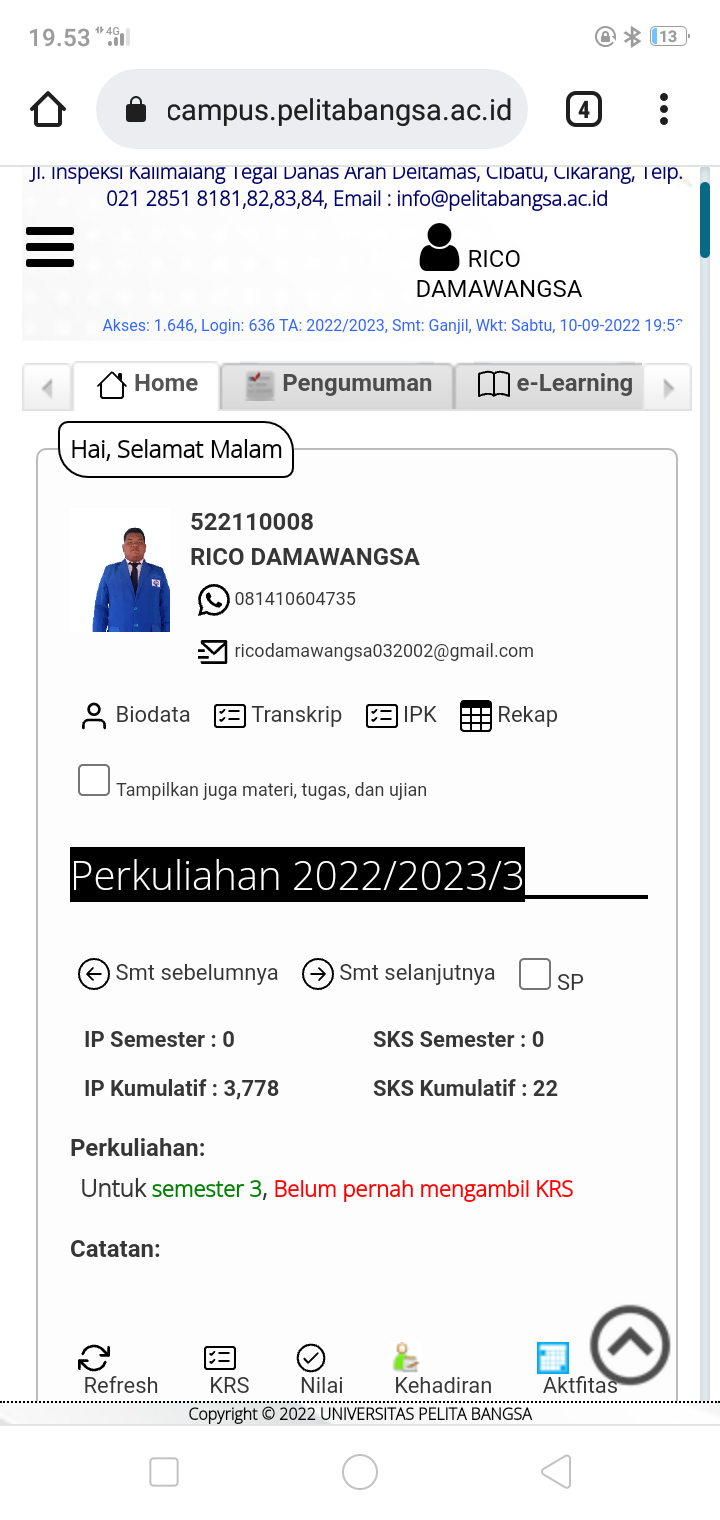 19.53 4G 13
campus.pelitabangsa.ac.id 4
Jl. Inspeksi Kalimalang Tegal Danas Arah Deltamas, Cibatu, Cikarang, Telp.
021 2851 8181,82,83,84, Email : info@pelitabangsa.ac.id
RICO
DAMAWANGSA
Akses: 1.646, Login: 636 TA: 2022/2023, Smt: Ganjil, Wkt: Sabtu, 10-09-2022 19:5
Home Pengumuman e-Learning
Hai, Selamat Malam
522110008
RICO DAMAWANGSA
081410604735
ricodamawangsa032002@gmail.com
Biodata Transkrip IPK Rekap
Tampilkan juga materi, tugas, dan ujian
Perkuliahan 2022/2023/3
Smt sebelumnya Smt selanjutnya SP
IP Semester : 0 SKS Semester : 0
IP Kumulatif : 3,778 SKS Kumulatif : 22
Perkuliahan:
Untuk semester 3, Belum pernah mengambil KRS
Catatan:
Refresh KRS Nilai Kehadiran Aktfitas
Copyright © 2022 UNIVERSITAS PELITA BANGSA